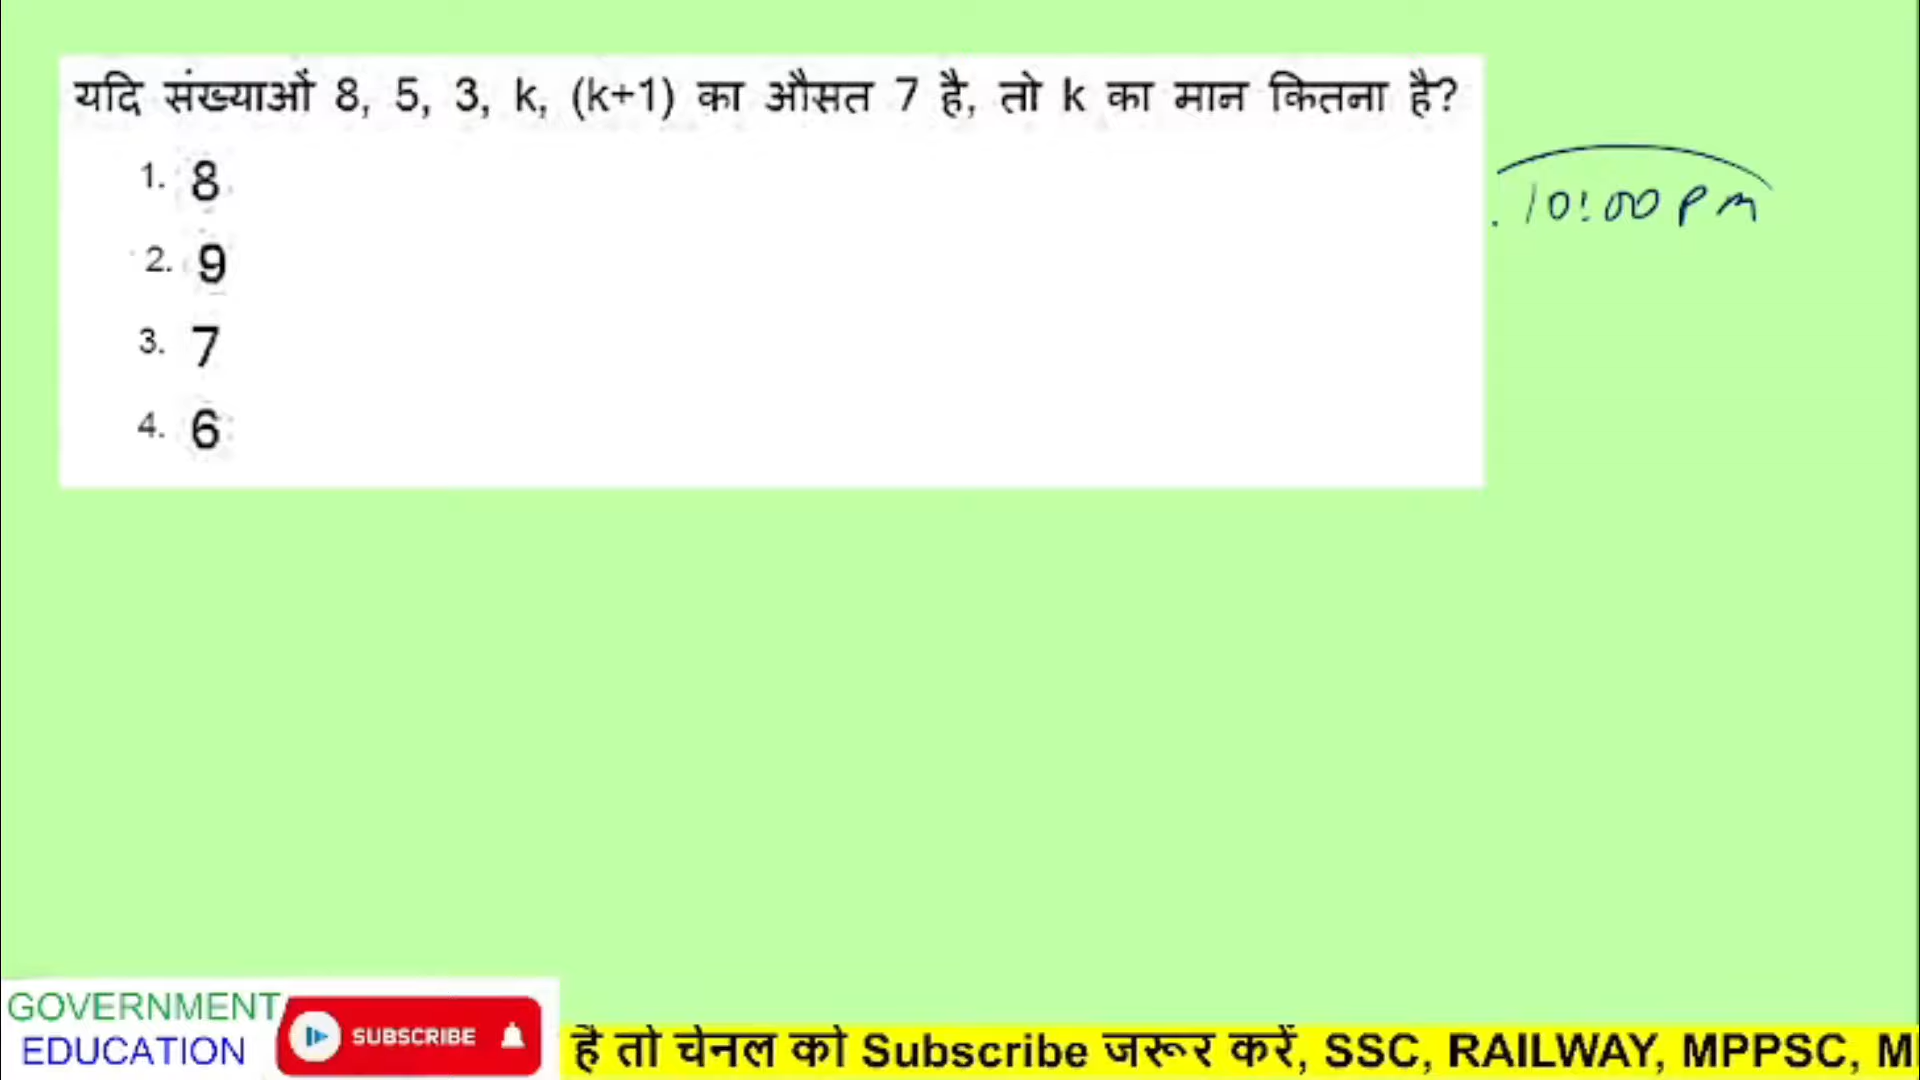 यदि संख्याओं 8, 5, 3, k, (k+1) का औसत 7 है, तो k का मान कितना है?
1. 8
2. 9
3. 7
4. 6
10:00 PM
GOVERNMENT
EDUCATION
SUBSCRIBE
है तो चेनल को Subscribe जरूर करें, SSC, RAILWAY, MPPSC, M